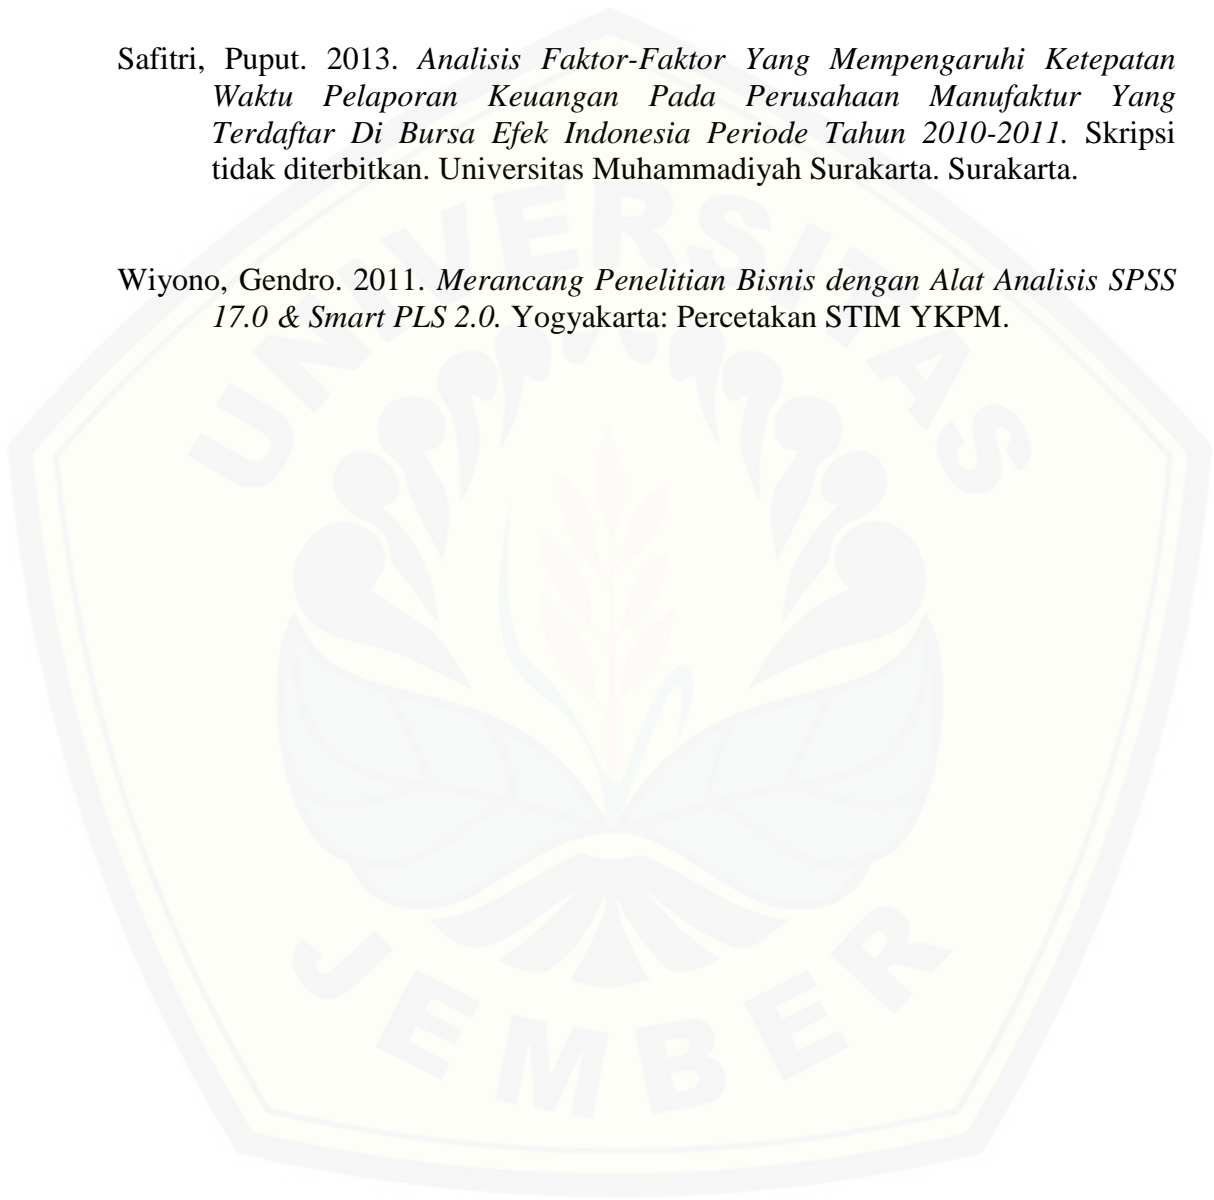 Safitri, Puput. 2013. Analisis Faktor-Faktor Yang Mempengaruhi Ketepatan
Waktu Pelaporan Keuangan Pada Perusahaan Manufaktur Yang
Terdaftar Di Bursa Efek Indonesia Periode Tahun 2010-2011. Skripsi
tidak diterbitkan. Universitas Muhammadiyah Surakarta. Surakarta.
Wiyono, Gendro. 2011. Merancang Penelitian Bisnis dengan Alat Analisis SPSS
17.0 & Smart PLS 2.0. Yogyakarta: Percetakan STIM YKPM.
UNIVERSITAS
JEMBER